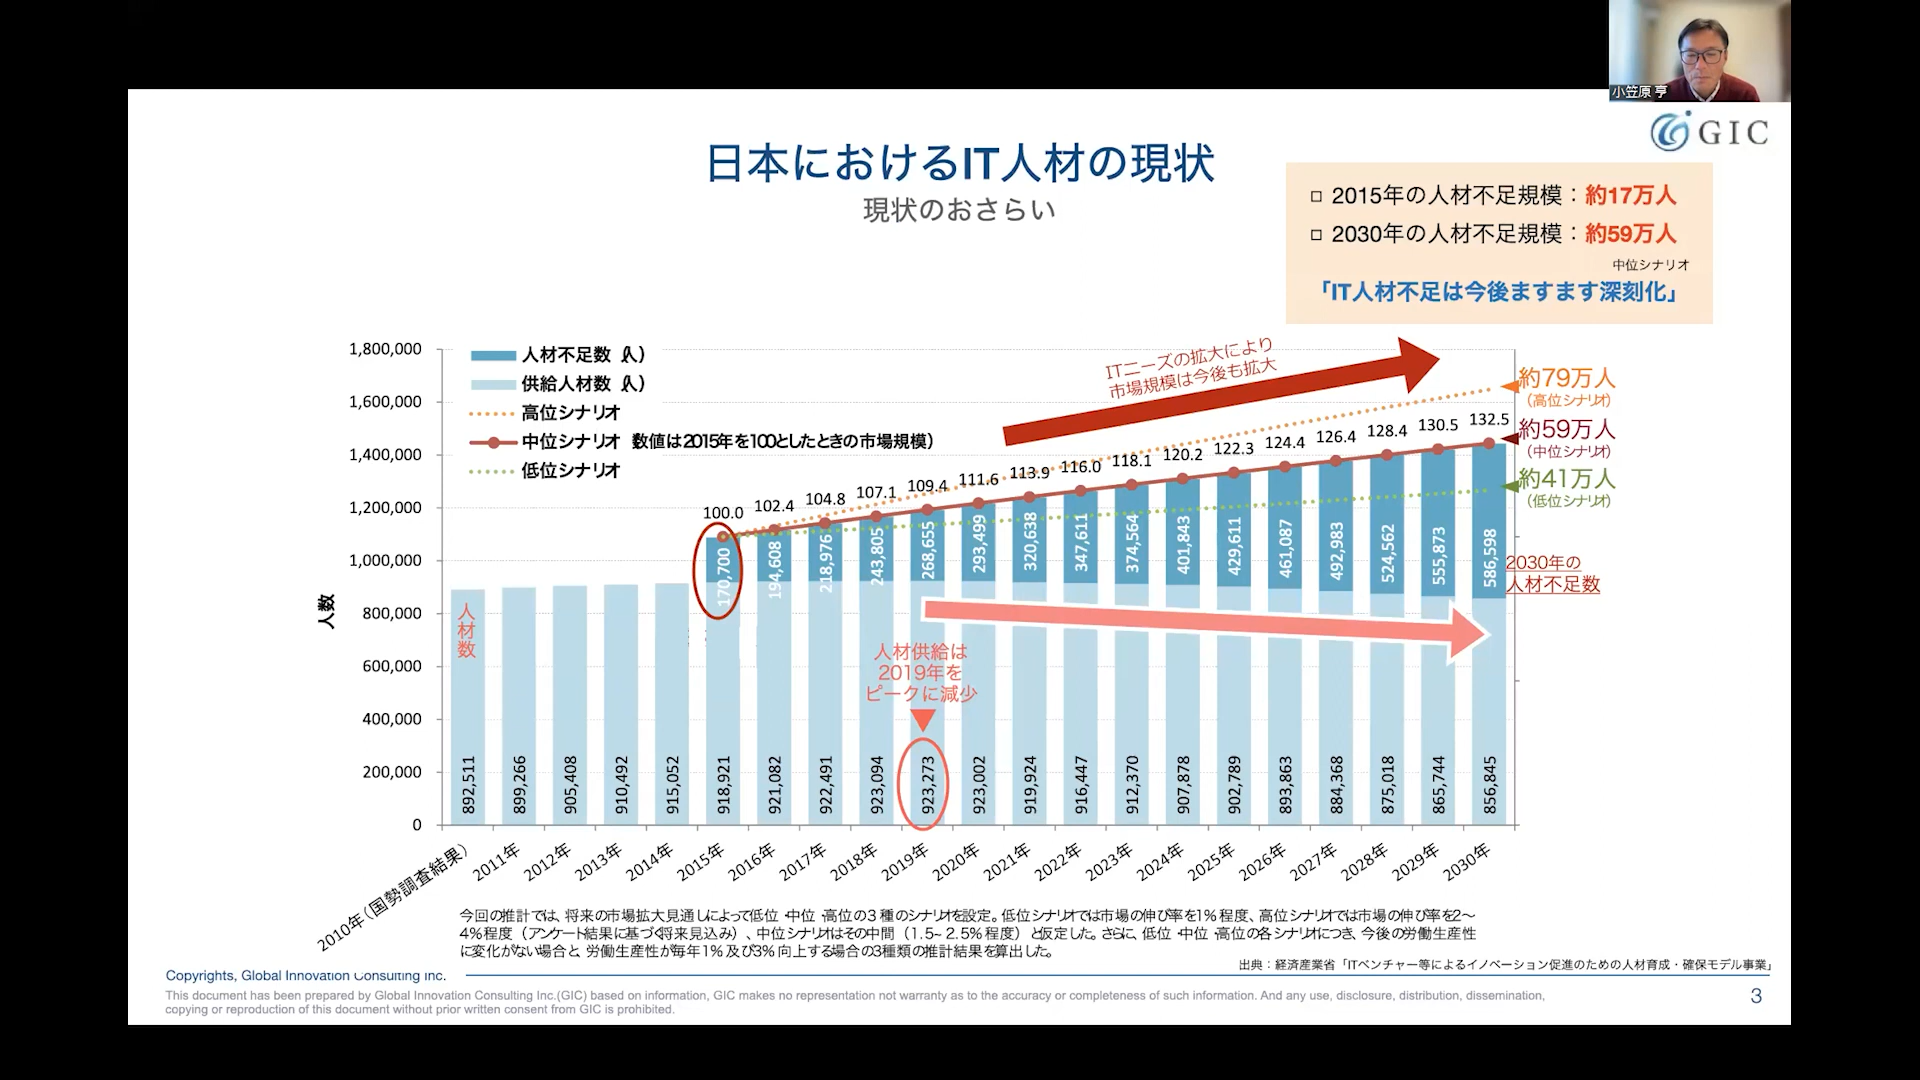 小笠原 亨
GIC
日本におけるIT人材の現状
現状のおさらい
□ 2015年の人材不足規模：約17万人
□ 2030年の人材不足規模：約59万人
中位シナリオ
「IT人材不足は今後ますます深刻化」
人材不足数（人）
供給人材数（人）
高位シナリオ
中位シナリオ（数値は2015年を100としたときの市場規模）
低位シナリオ
ITニーズの拡大により
市場規模は今後も拡大
約79万人
（高位シナリオ）
約59万人
（中位シナリオ）
約41万人
（低位シナリオ）
2030年の
人材不足数
人数
1,800,000
1,600,000
1,400,000
1,200,000
1,000,000
800,000
600,000
400,000
200,000
0
100.0 102.4 104.8 107.1 109.4 111.6 113.9 116.0 118.1 120.2 122.3 124.4 126.4 128.4 130.5 132.5
170,700 194,608 218,976 243,805 268,655 293,499 320,638 347,611 374,564 401,843 429,611 461,087 492,983 524,562 555,873 586,598
人材数
人材供給は
2019年を
ピークに減少
892,511 899,266 905,408 910,492 915,052 918,921 921,082 922,491 923,094 923,273 923,002 919,924 916,447 912,370 907,878 902,789 893,863 884,368 875,018 865,744 856,845
2010年（国勢調査結果） 2011年 2012年 2013年 2014年 2015年 2016年 2017年 2018年 2019年 2020年 2021年 2022年 2023年 2024年 2025年 2026年 2027年 2028年 2029年 2030年
今回の推計では、将来の市場拡大見通しによって低位・中位・高位の3種のシナリオを設定。低位シナリオでは市場の伸び率を1%程度、高位シナリオでは市場の伸び率を2～
4%程度（アンケート結果に基づく将来見込み）、中位シナリオはその中間（1.5~2.5%程度）と仮定した。さらに、低位・中位・高位の各シナリオにつき、今後の労働生産性
に変化がない場合と、労働生産性が毎年1%及び3%向上する場合の3種類の推計結果を算出した。
出典：経済産業省「ITベンチャー等によるイノベーション促進のための人材育成・確保モデル事業」
Copyrights, Global Innovation Consulting Inc.
This document has been prepared by Global Innovation Consulting Inc.(GIC) based on information, GIC makes no representation not warranty as to the accuracy or completeness of such information. And any use, disclosure, distribution, dissemination,
copying or reproduction of this document without prior written consent from GIC is prohibited.
3